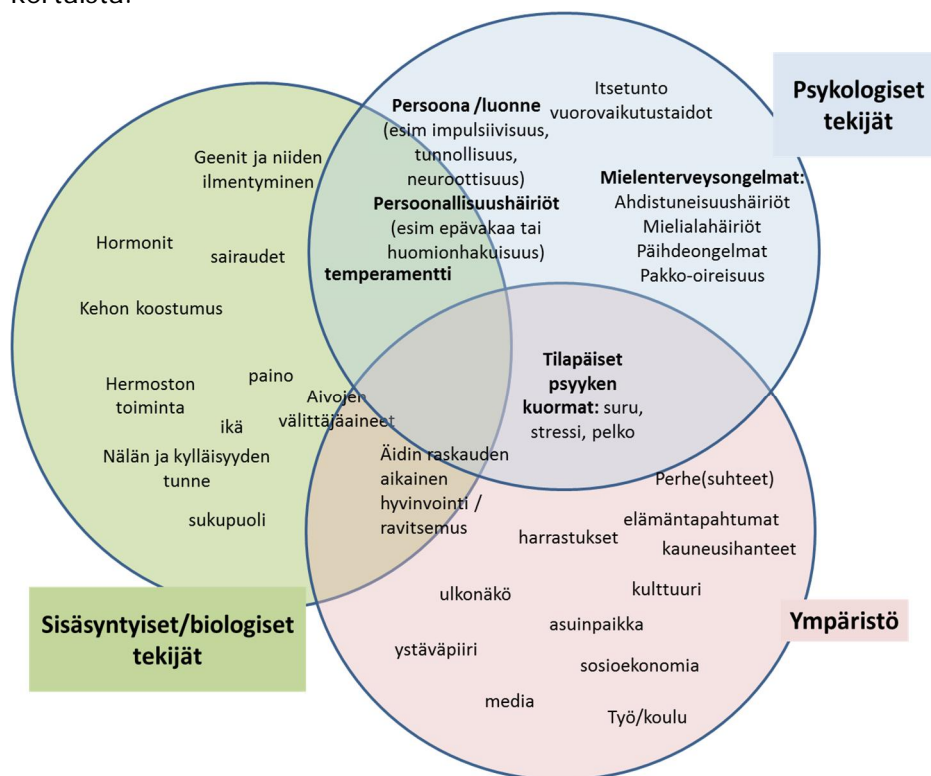 Psykologiset
tekijät
Itsetunto
vuorovaikutustaidot
Persoona /luonne
(esim impulsiivisuus,
tunnollisuus,
neuroottisuus)
Persoonallisuushäiriöt
(esim epävakaa tai
huomionhakuisuus)
temperamentti
Mielenterveysongelmat:
Ahdistuneisuushäiriöt
Mielialahäiriöt
Päihdeongelmat
Pakko-oireisuus
Geenit ja niiden
ilmentyminen
Hormonit
sairaudet
Kehon koostumus
paino
Hermoston
toiminta
ikä
Aivojen
välittäjäaineet
Nälän ja kylläisyyden
tunne
sukupuoli
Sisäsyntyiset/biologiset
tekijät
Tilapäiset
psyyken
kuormat: suru,
stressi, pelko
Äidin raskauden
aikainen
hyvinvointi /
ravitsemus
Perhe(suhteet)
elämäntapahtumat
harrastukset
kauneusihanteet
ulkonäkö
kulttuuri
asuinpaikka
ystäväpiiri
sosioekonomia
media
Työ/koulu
Ympäristö